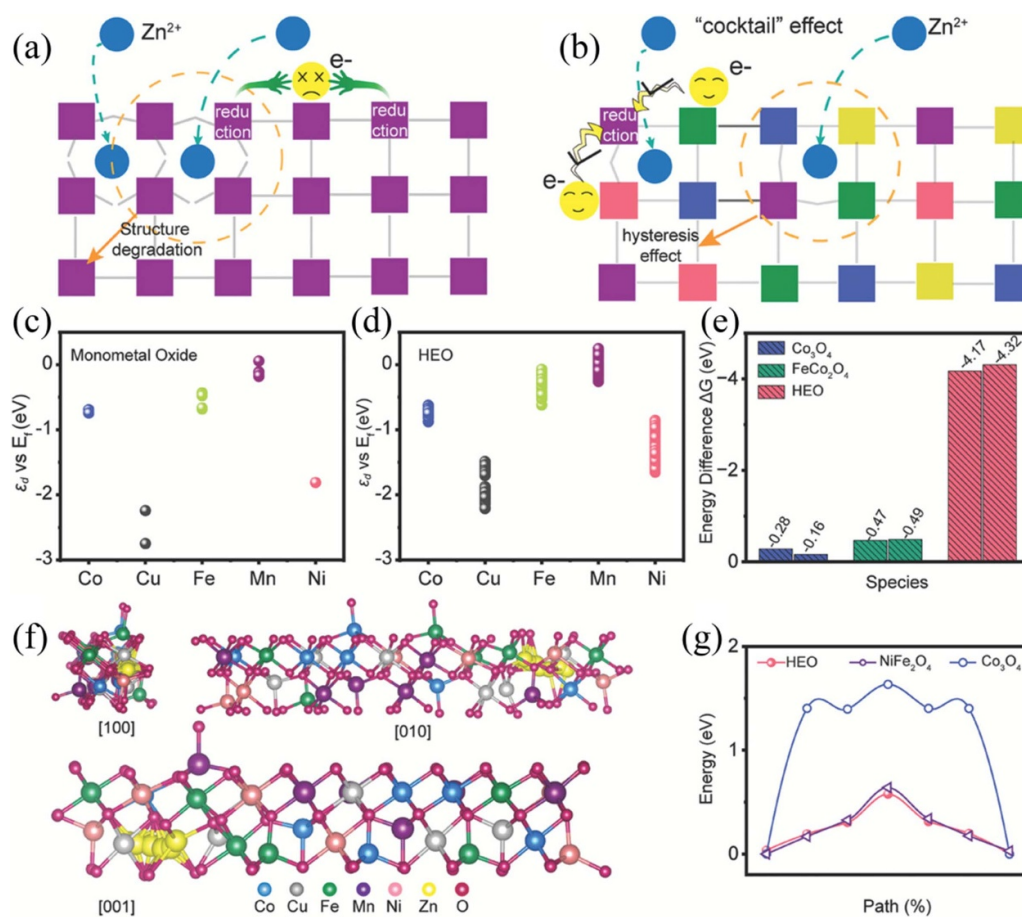 (a)
Zn²⁺
e-
redu
ction
redu
ction
Structure
degradation
(b)
"cocktail" effect
Zn²⁺
e-
redu
ction
e-
hysteresis
effect
(c)
Monometal Oxide
εd vs Ef (eV)
0
-1
-2
-3
Co Cu Fe Mn Ni
(d)
HEO
εd vs Ef (eV)
0
-1
-2
-3
Co Cu Fe Mn Ni
(e)
Energy Difference ΔG (eV)
Co₃O₄
FeCo₂O₄
HEO
-4
-2
0
-0.28
-0.16
-0.47
-0.49
-4.17
-4.32
Species
(f)
[100]
[010]
[001]
Co Cu Fe Mn Ni Zn O
(g)
HEO NiFe₂O₄ Co₃O₄
Energy (eV)
2
1
0
Path (%)